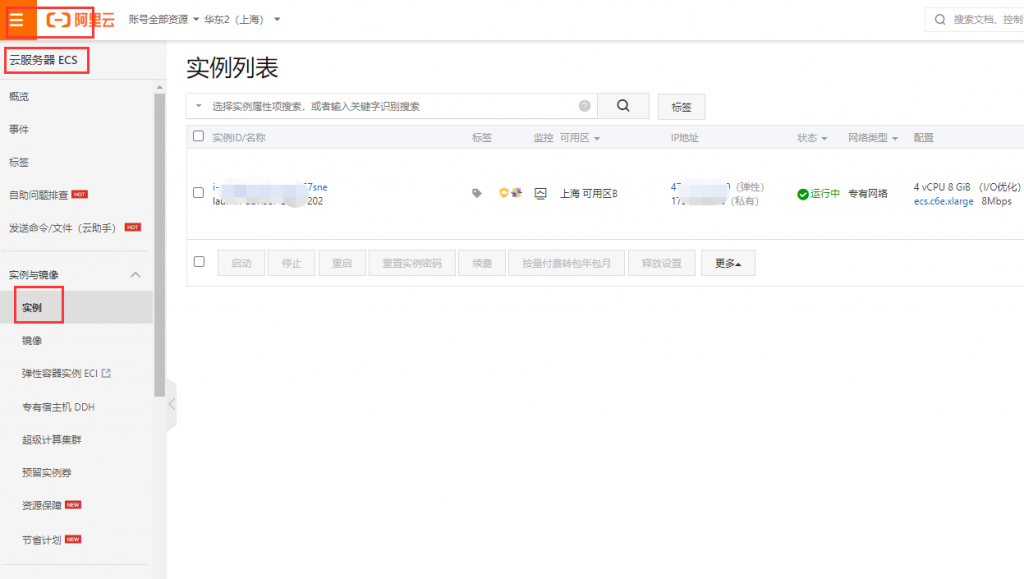 阿里云 账号全部资源 华东2（上海） 搜索文档、控制
云服务器 ECS
概览
事件
标签
自助问题排查 HOT
发送命令/文件（云助手） HOT
实例与镜像
实例
镜像
弹性容器实例 ECI
专有宿主机 DDH
超级计算集群
预留实例券
资源保障 NEW
节省计划 NEW
实例列表
选择实例属性项搜索，或者输入关键字识别搜索 标签
实例ID/名称 标签 监控 可用区 IP地址 状态 网络类型 配置
i- 7sne 上海 可用区B 47 （弹性） 运行中 专有网络 4 vCPU 8 GiB （I/O优化）
202 17 （私有） ecs.c6e.xlarge 8Mbps
启动 停止 重启 重置实例密码 续费 按量付费转包年包月 释放设置 更多